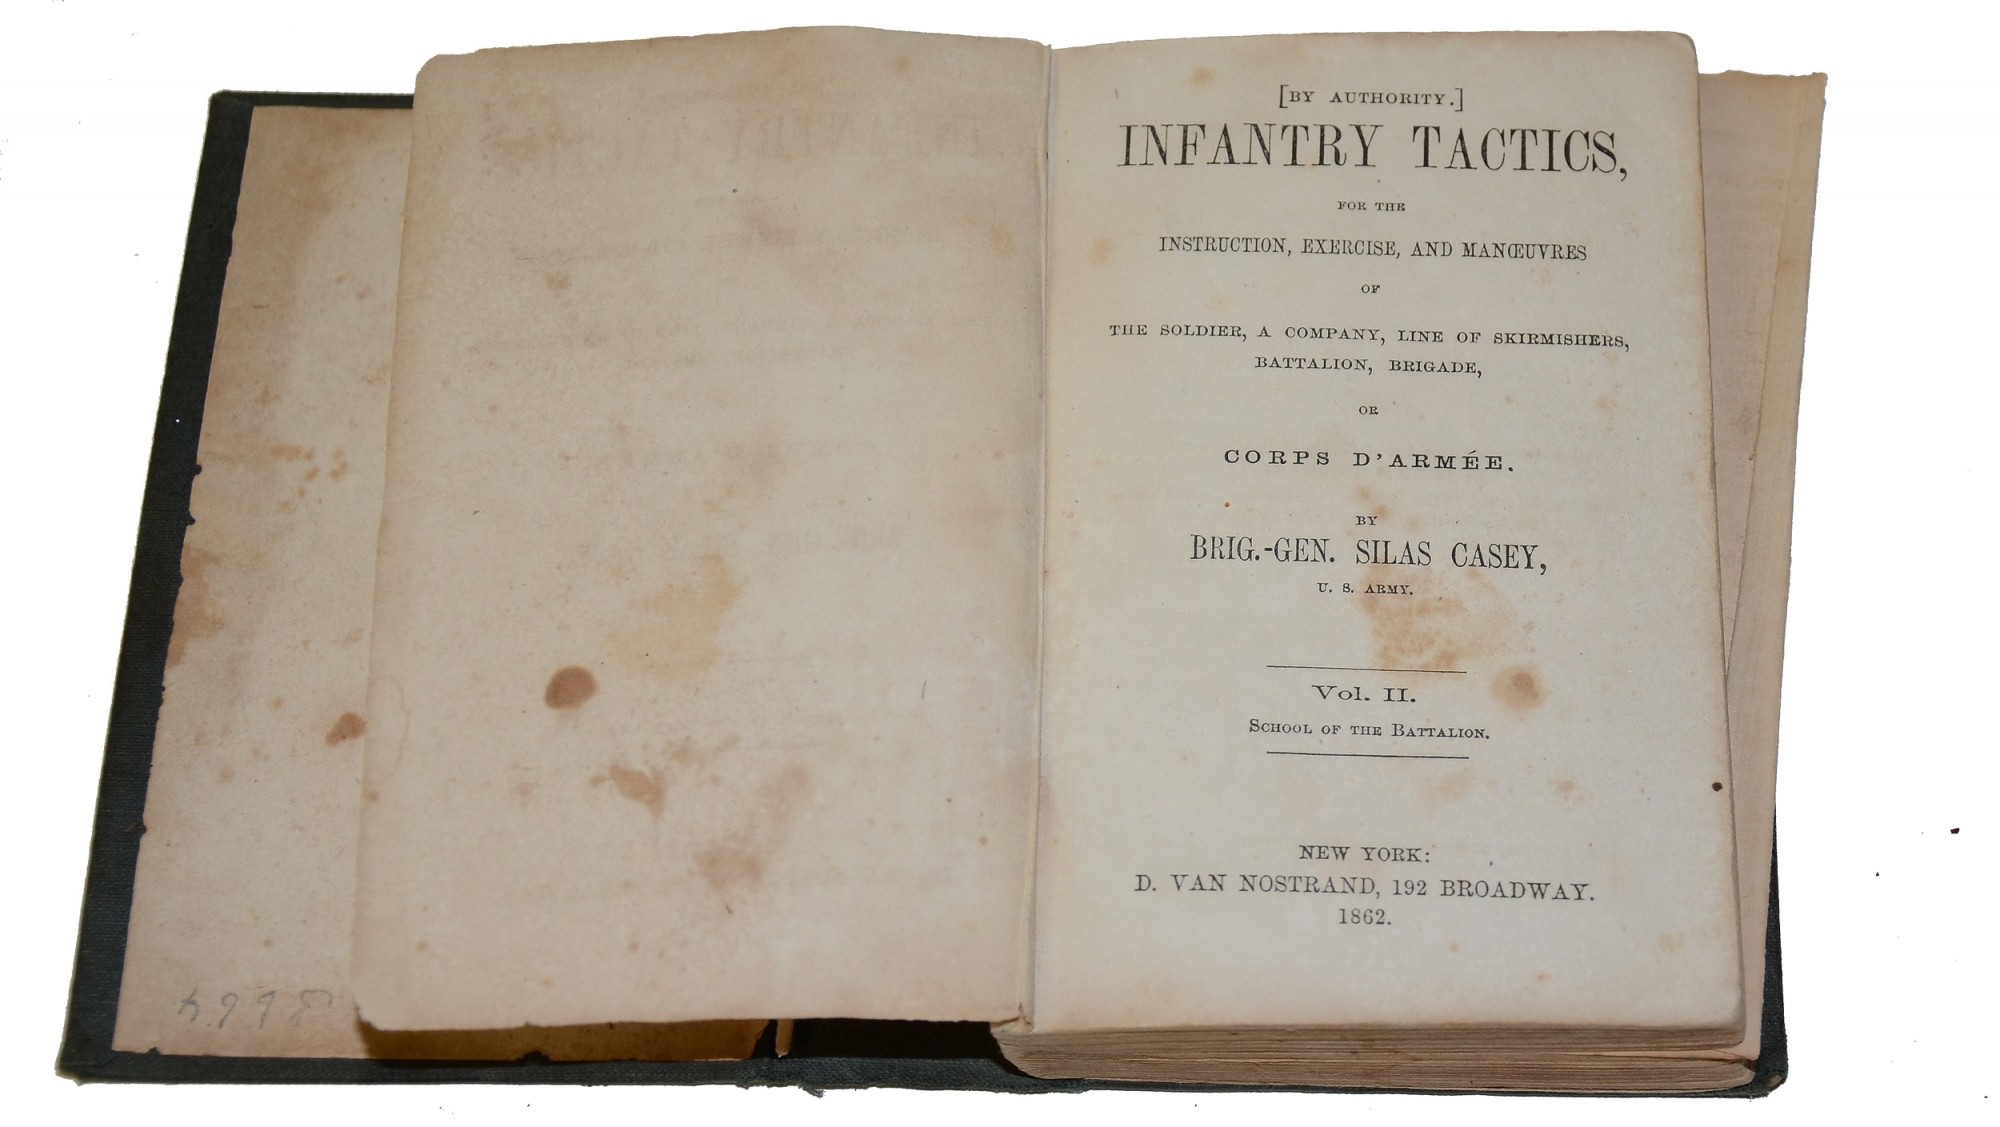 [BY AUTHORITY.]
INFANTRY TACTICS,
FOR THE
INSTRUCTION, EXERCISE, AND MANŒUVRES
OF
THE SOLDIER, A COMPANY, LINE OF SKIRMISHERS,
BATTALION, BRIGADE,
OR
CORPS D'ARMÉE.
BY
BRIG.-GEN. SILAS CASEY,
U. S. ARMY.
Vol. II.
School of the Battalion.
NEW YORK:
D. VAN NOSTRAND, 192 BROADWAY.
1862.